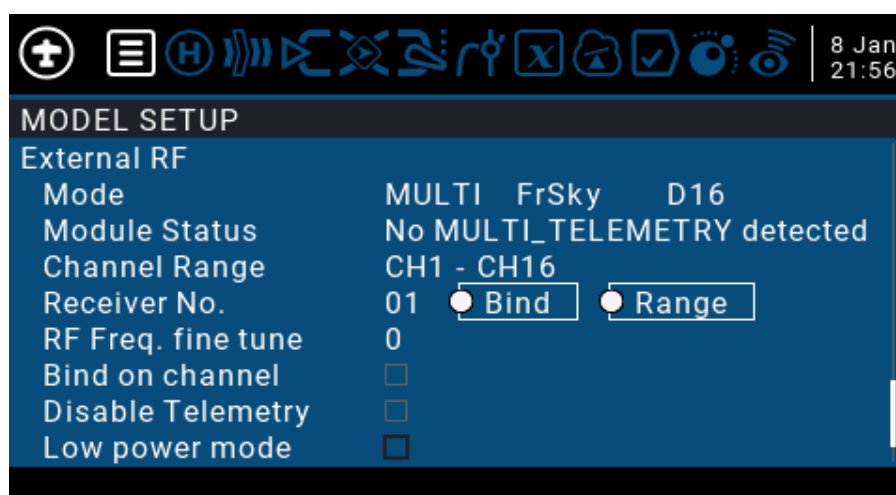 H
x
8 Jan
21:56
MODEL SETUP
External RF
Mode MULTI FrSky D16
Module Status No MULTI_TELEMETRY detected
Channel Range CH1 - CH16
Receiver No. 01 Bind Range
RF Freq. fine tune 0
Bind on channel
Disable Telemetry
Low power mode